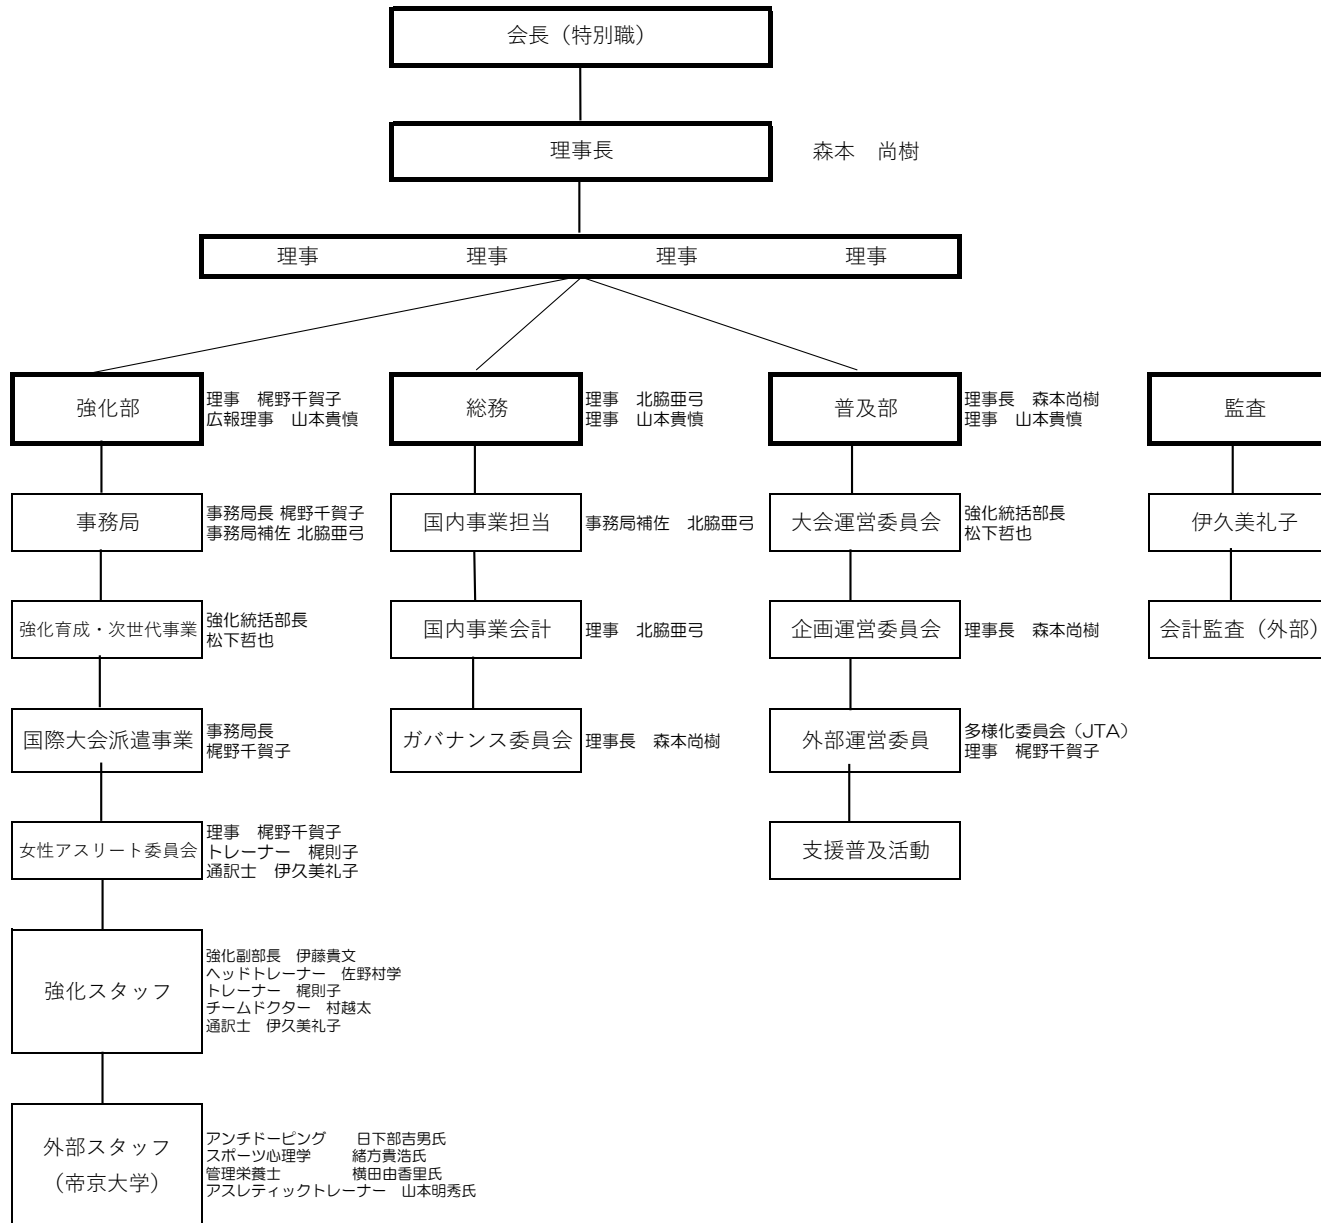 会長（特別職）
理事長
森本　尚樹
理事　理事　理事　理事
強化部
理事　梶野千賀子
広報理事　山本貴慎
総務
理事　北脇亜弓
理事　山本貴慎
普及部
理事長　森本尚樹
理事　山本貴慎
監査
事務局
事務局長 梶野千賀子
事務局補佐 北脇亜弓
国内事業担当
事務局補佐　北脇亜弓
大会運営委員会
強化統括部長
松下哲也
伊久美礼子
強化育成・次世代事業
強化統括部長
松下哲也
国内事業会計
理事　北脇亜弓
企画運営委員会
理事長　森本尚樹
会計監査（外部）
国際大会派遣事業
事務局長
梶野千賀子
ガバナンス委員会
理事長　森本尚樹
外部運営委員
多様化委員会（JTA）
理事　梶野千賀子
女性アスリート委員会
理事　梶野千賀子
トレーナー　梶則子
通訳士　伊久美礼子
支援普及活動
強化スタッフ
強化副部長　伊藤貴文
ヘッドトレーナー　佐野村学
トレーナー　梶則子
チームドクター　村越太
通訳士　伊久美礼子
外部スタッフ
（帝京大学）
アンチドーピング　　日下部吉男氏
スポーツ心理学　　緒方貴浩氏
管理栄養士　　横田由香里氏
アスレティックトレーナー　山本明秀氏